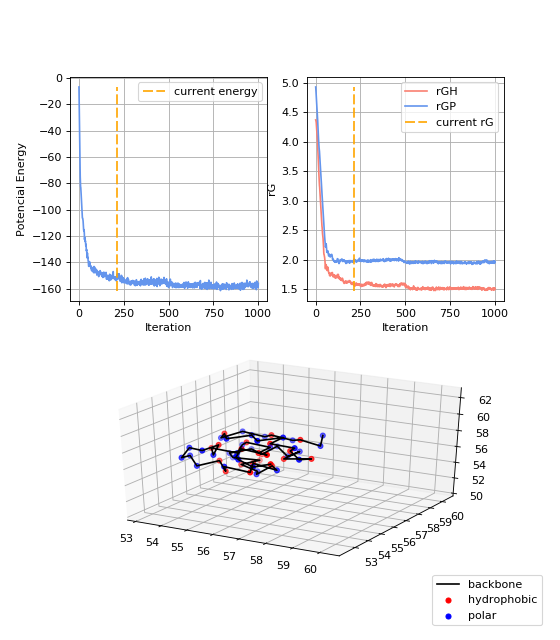 current energy
0
−20
−40
−60
−80
−100
−120
−140
−160
Potencial Energy
0 250 500 750 1000
Iteration
rGH
rGP
current rG
5.0
4.5
4.0
3.5
3.0
2.5
2.0
1.5
rG
0 250 500 750 1000
Iteration
62
60
58
56
54
52
50
53 54 55 56 57 58 59 60
53 54 55 56 57 58 59 60
backbone
hydrophobic
polar